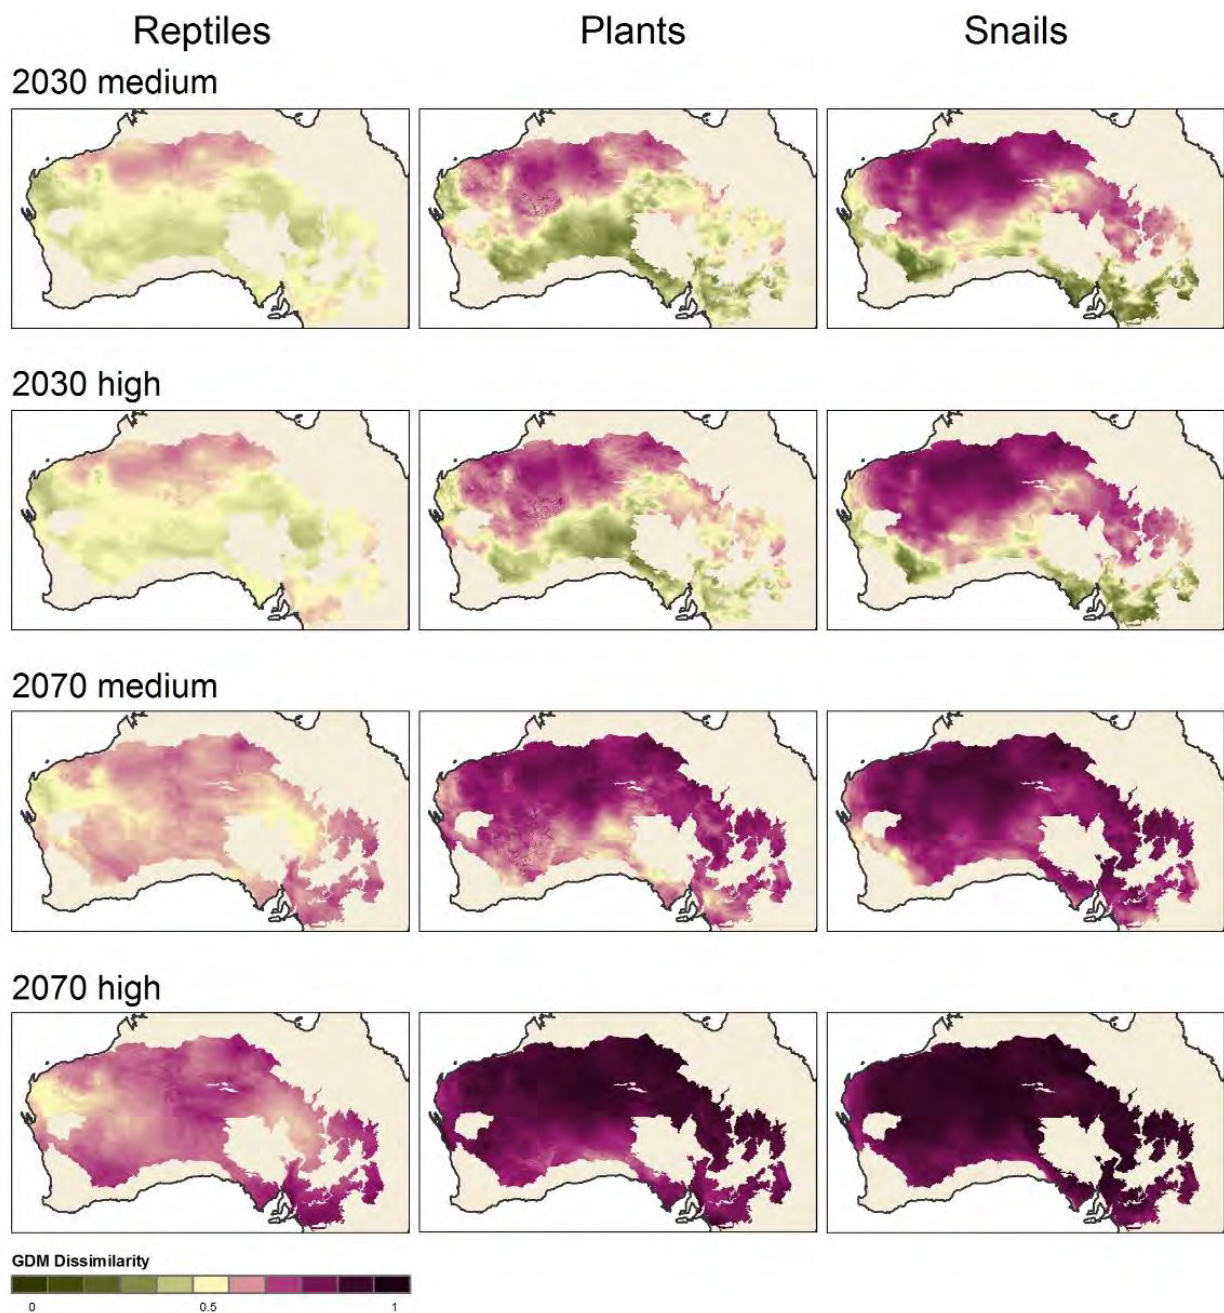 Reptiles Plants Snails
2030 medium
2030 high
2070 medium
2070 high
GDM Dissimilarity
0 0.5 1